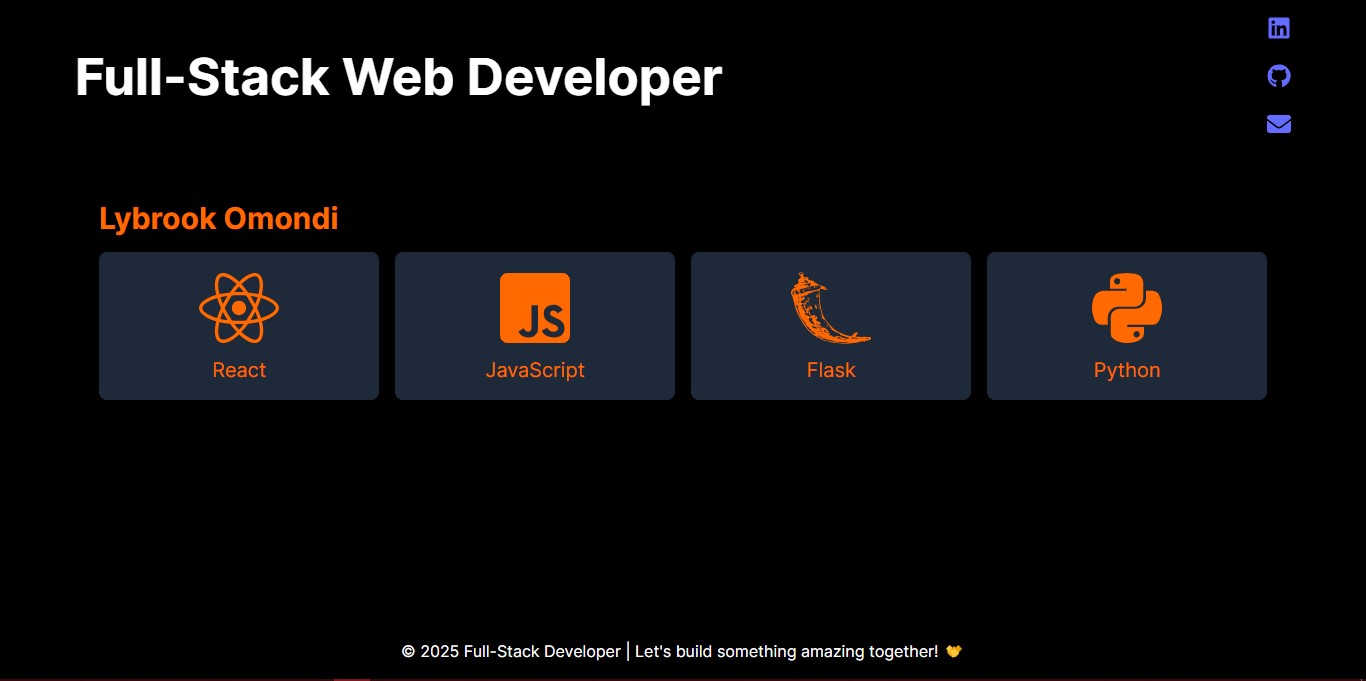 Full-Stack Web Developer
in
Lybrook Omondi
JS
React
JavaScript
Flask
Python
© 2025 Full-Stack Developer | Let's build something amazing together! 🤝